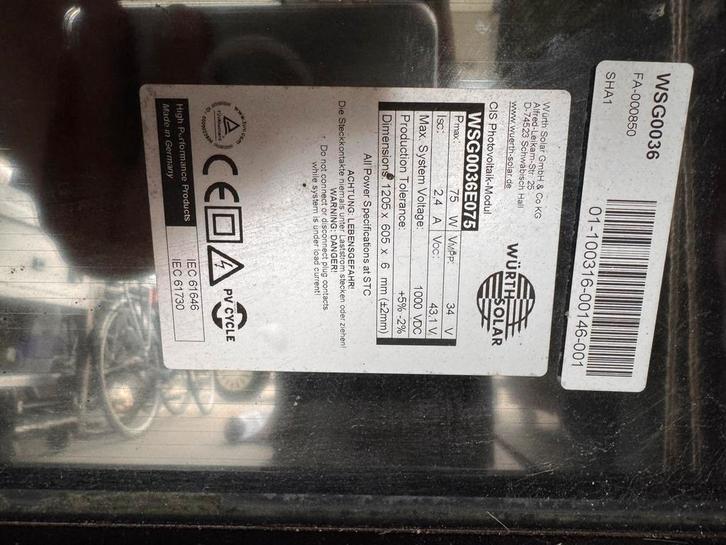 WSG0036
FA-000850
SHA1
01-100316-00146-001
Würth Solar GmbH & Co KG
Alfred-Leikam-Str. 25
D-74523 Schwäbisch Hall
www.wuerth-solar.de
WÜRTH
SOLAR
CIS Photovoltaik-Modul
WSG0036E075
Pmax: 75 W VMPP: 34 V
Isc: 2,4 A Voc: 43,1 V
Max. System Voltage: 1000 VDC
Production Tolerance: +5% -2%
Dimension: 1205 x 605 x 6 mm (±2mm)
All Power Specifications at STC
ACHTUNG: LEBENSGEFAHR!
Die Steckkontakte niemals unter Laststrom stecken oder ziehen!
WARNING: DANGER!
Do not connect or disconnect plug contacts
while system is under load current!
CE
PV CYCLE
High Performance Products
Made in Germany
IEC 61646
IEC 61730